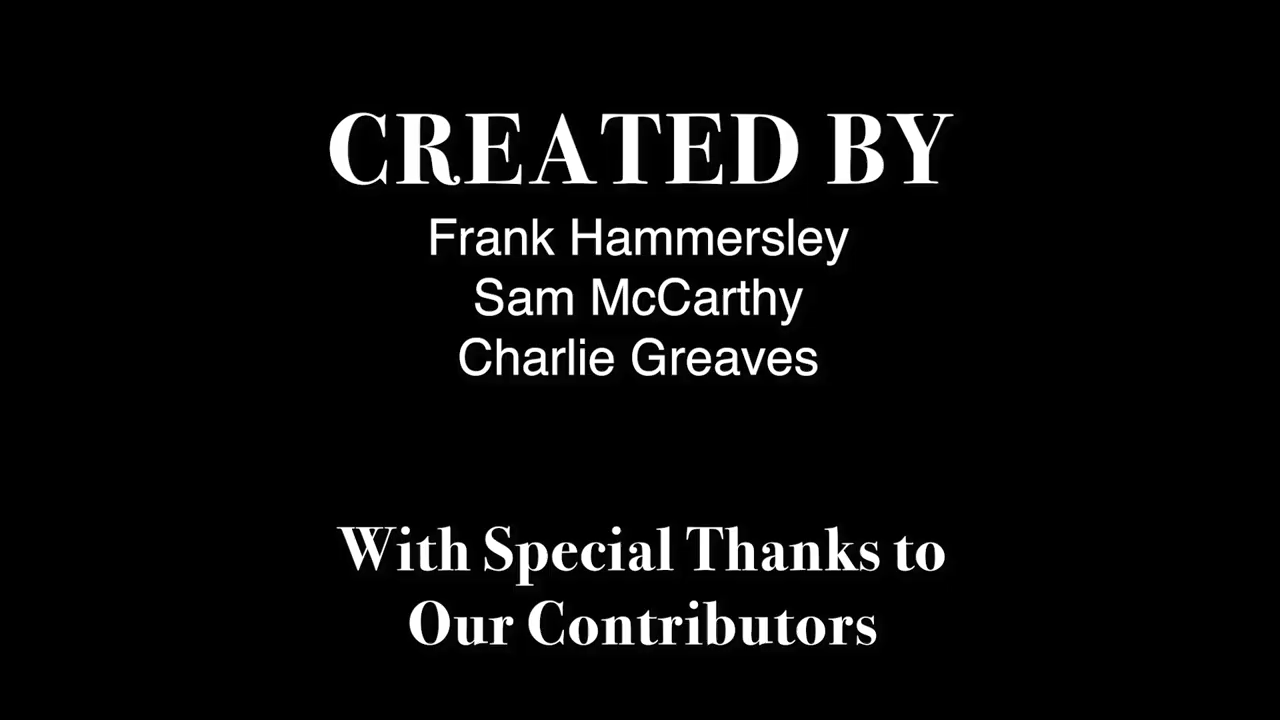 CREATED BY
Frank Hammersley
Sam McCarthy
Charlie Greaves
With Special Thanks to
Our Contributors